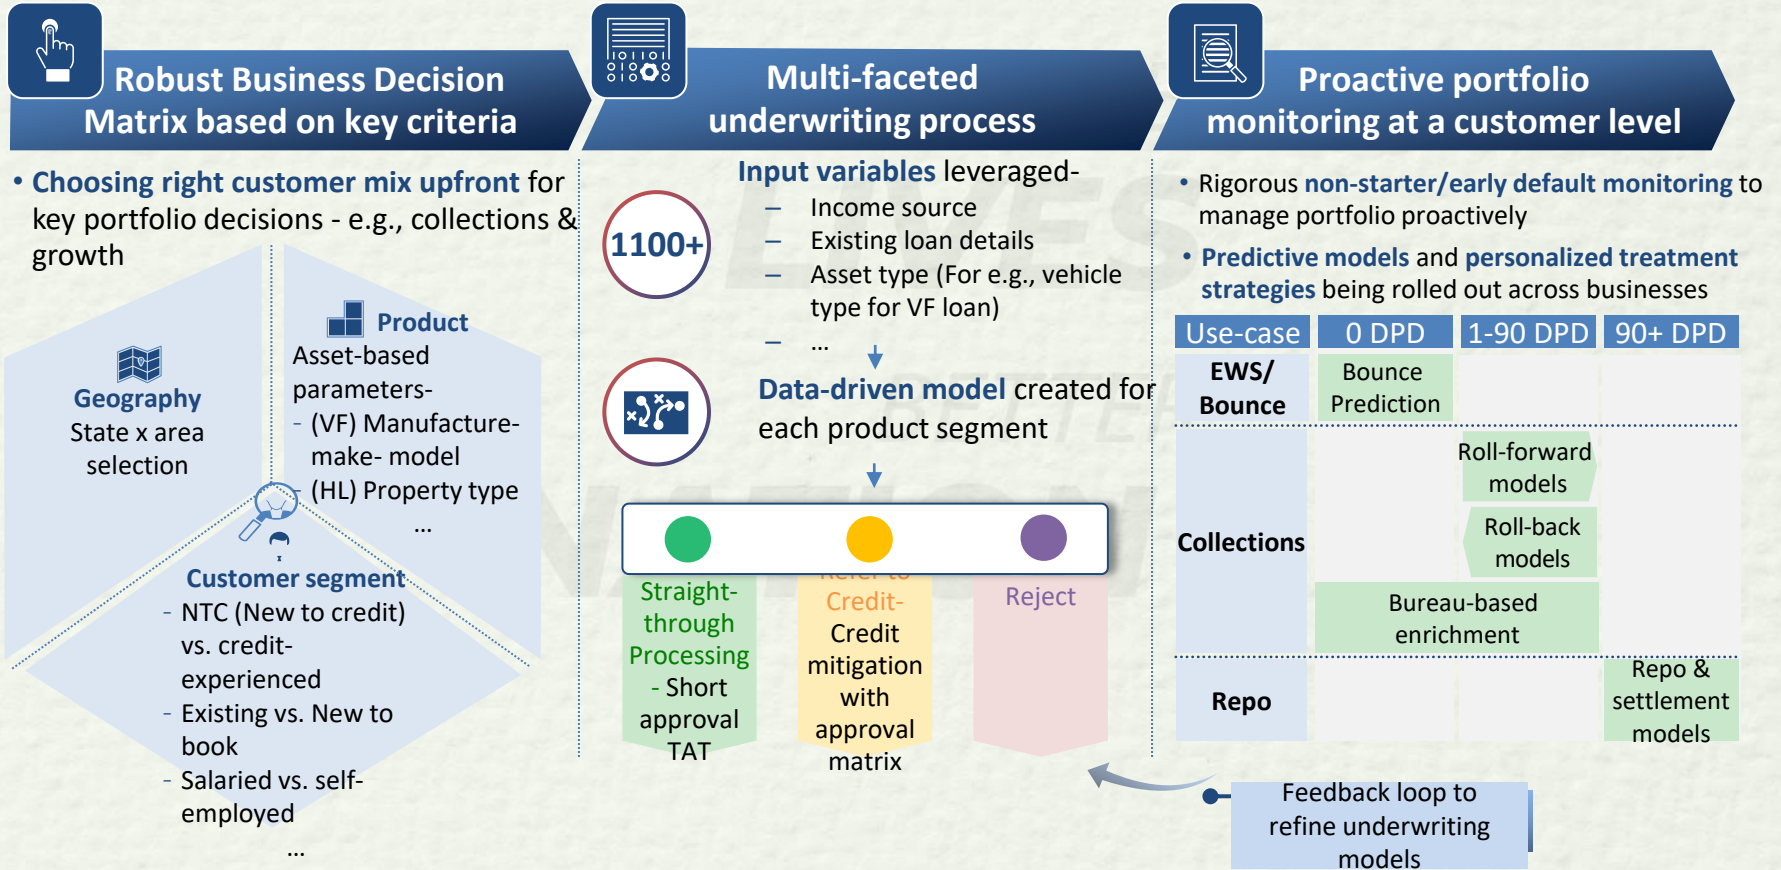 Robust Business Decision
Matrix based on key criteria
• Choosing right customer mix upfront for
key portfolio decisions - e.g., collections &
growth
Geography
State x area
selection
Product
Asset-based
parameters-
- (VF) Manufacture-
make- model
- (HL) Property type
...
Customer segment
- NTC (New to credit)
vs. credit-
experienced
- Existing vs. New to
book
- Salaried vs. self-
employed
...
IOIIOI
Multi-faceted
underwriting process
1100+
Input variables leveraged-
– Income source
– Existing loan details
– Asset type (For e.g., vehicle
type for VF loan)
– ...
Data-driven model created for
each product segment
Straight-
through
Processing
- Short
approval
TAT
Refer to
Credit-
Credit
mitigation
with
approval
matrix
Reject
Proactive portfolio
monitoring at a customer level
• Rigorous non-starter/early default monitoring to
manage portfolio proactively
• Predictive models and personalized treatment
strategies being rolled out across businesses
Use-case 0 DPD 1-90 DPD 90+ DPD
EWS/
Bounce
Bounce
Prediction
Collections
Roll-forward
models
Roll-back
models
Bureau-based
enrichment
Repo
Repo &
settlement
models
Feedback loop to
refine underwriting
models
LIVES
BETTER
NATION